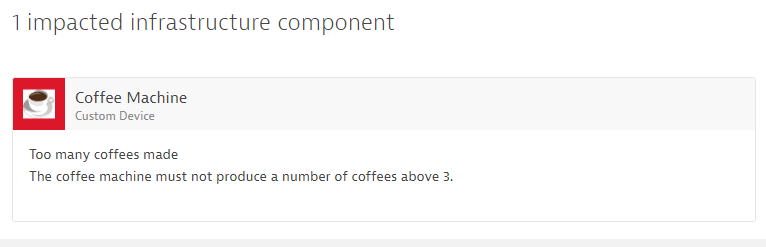 1 impacted infrastructure component
Coffee Machine
Custom Device
Too many coffees made
The coffee machine must not produce a number of coffees above 3.